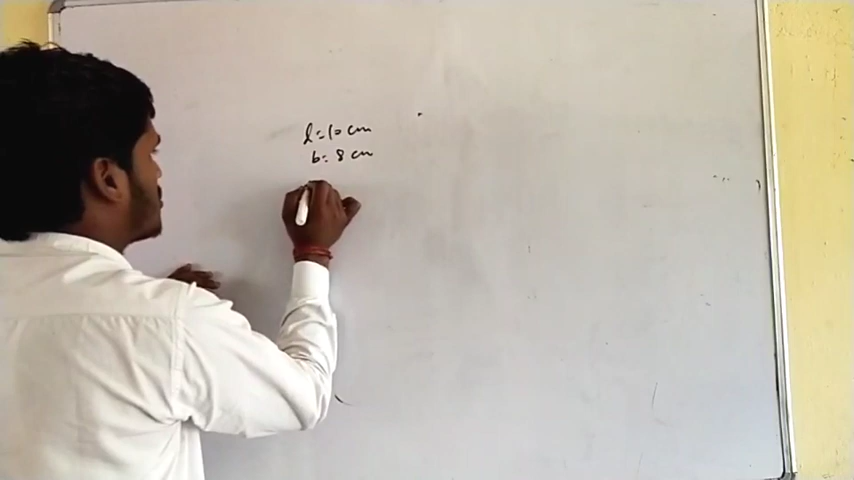 l = 10 cm
b = 8 cm